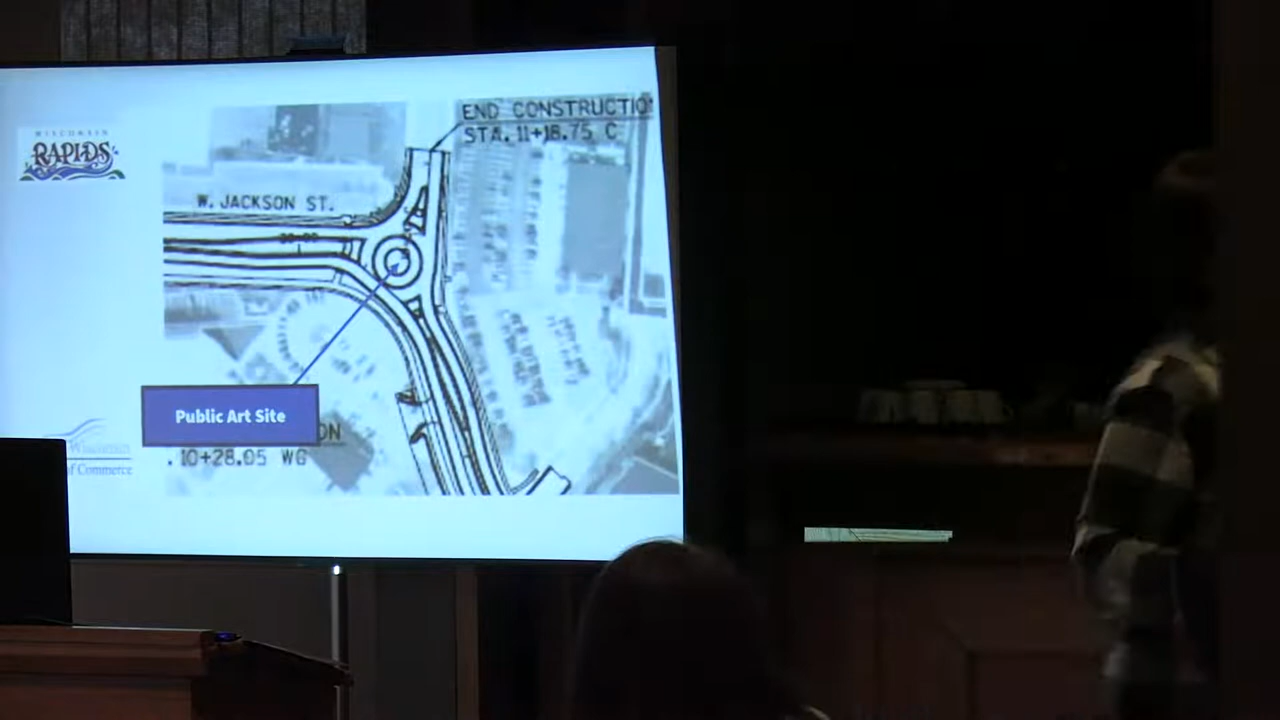 WISCONSIN
RAPIDS
END CONSTRUCTIO
STA. 11+18.75 C
W. JACKSON ST.
Public Art Site
ON
. 10+28.05 WG
Wisconsin
of Commerce